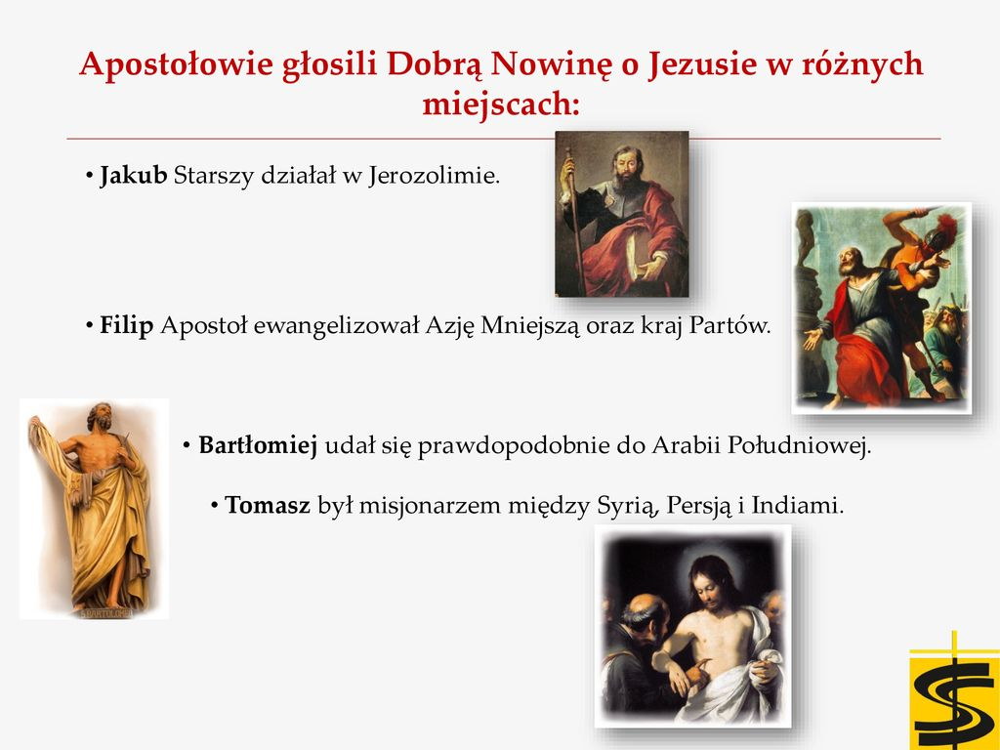 Apostołowie głosili Dobrą Nowinę o Jezusie w różnych
miejscach:
• Jakub Starszy działał w Jerozolimie.
• Filip Apostoł ewangelizował Azję Mniejszą oraz kraj Partów.
• Bartłomiej udał się prawdopodobnie do Arabii Południowej.
• Tomasz był misjonarzem między Syrią, Persją i Indiami.